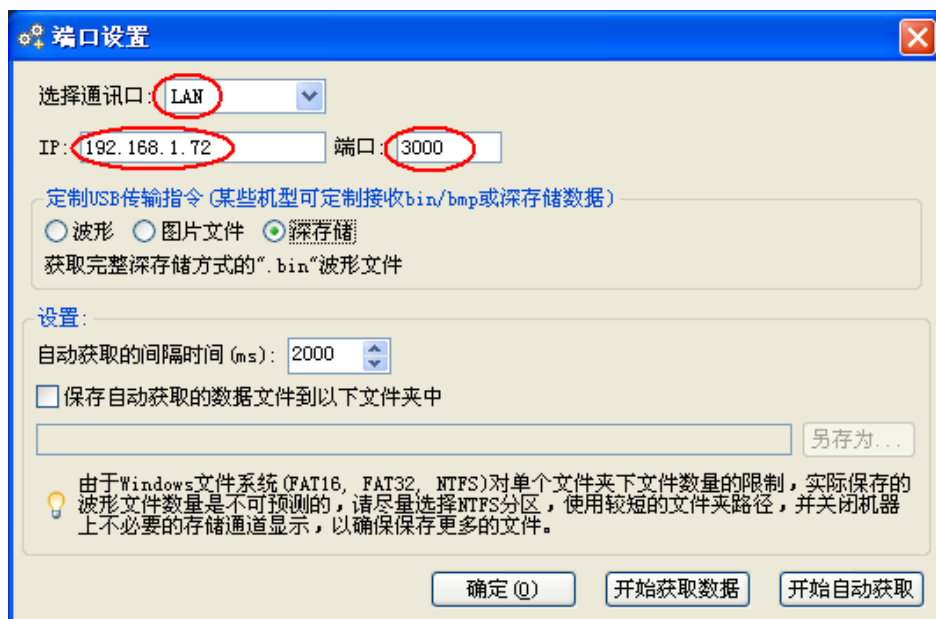 端口设置
选择通讯口: LAN
IP: 192.168.1.72 端口: 3000
定制USB传输指令(某些机型可定制接收bin/bmp或深存储数据)
波形 图片文件 深存储
获取完整深存储方式的“.bin“波形文件
设置:
自动获取的间隔时间(ms): 2000
保存自动获取的数据文件到以下文件夹中
另存为...
由于Windows文件系统(FAT16, FAT32, NTFS)对单个文件夹下文件数量的限制,实际保存的
波形文件数量是不可预测的,请尽量选择NTFS分区,使用较短的文件夹路径,并关闭机器
上不必要的存储通道显示,以确保保存更多的文件。
确定(O) 开始获取数据 开始自动获取